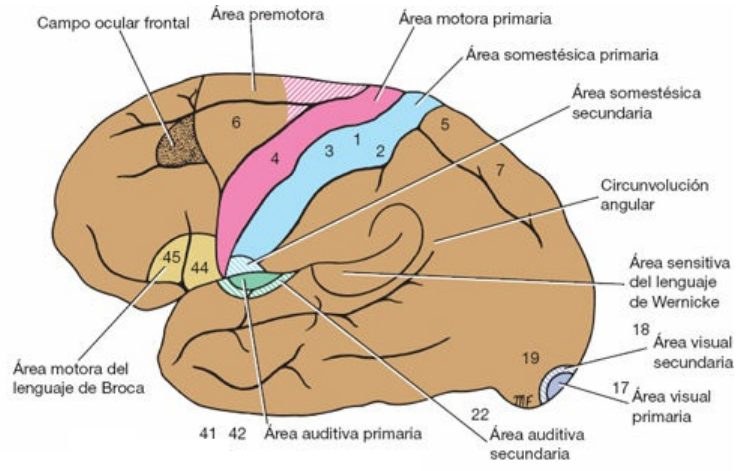 Campo ocular frontal
Área premotora
Área motora primaria
Área somestésica primaria
Área somestésica
secundaria
6
5
1
3
2
4
7
Circunvolución
angular
45
44
Área sensitiva
del lenguaje
de Wernicke
18
Área visual
secundaria
19
17
Área visual
primaria
Área motora del
lenguaje de Broca
22
41 42 Área auditiva primaria
Área auditiva
secundaria